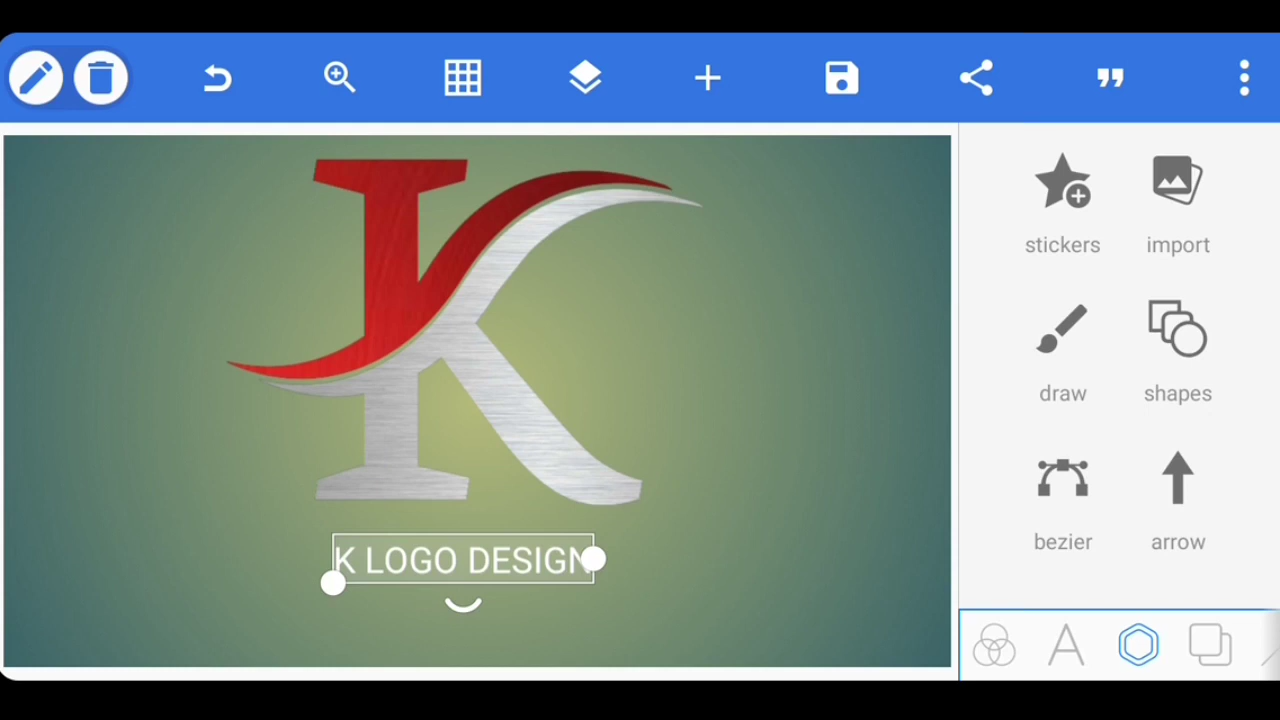 K
K LOGO DESIGN
stickers
import
draw
shapes
bezier
arrow